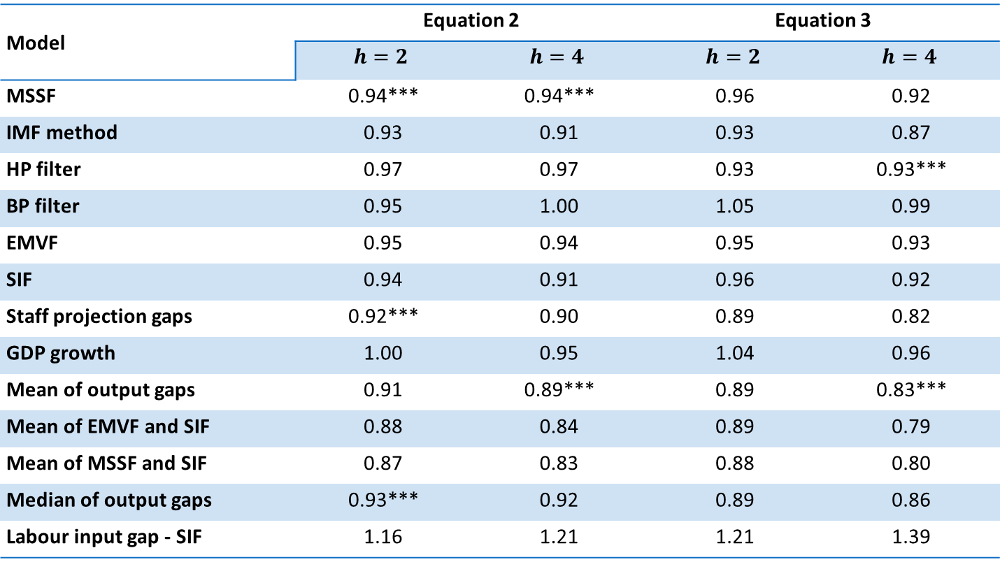 Model Equation 2 Equation 3
h = 2 h = 4 h = 2 h = 4
MSSF 0.94*** 0.94*** 0.96 0.92
IMF method 0.93 0.91 0.93 0.87
HP filter 0.97 0.97 0.93 0.93***
BP filter 0.95 1.00 1.05 0.99
EMVF 0.95 0.94 0.95 0.93
SIF 0.94 0.91 0.96 0.92
Staff projection gaps 0.92*** 0.90 0.89 0.82
GDP growth 1.00 0.95 1.04 0.96
Mean of output gaps 0.91 0.89*** 0.89 0.83***
Mean of EMVF and SIF 0.88 0.84 0.89 0.79
Mean of MSSF and SIF 0.87 0.83 0.88 0.80
Median of output gaps 0.93*** 0.92 0.89 0.86
Labour input gap - SIF 1.16 1.21 1.21 1.39